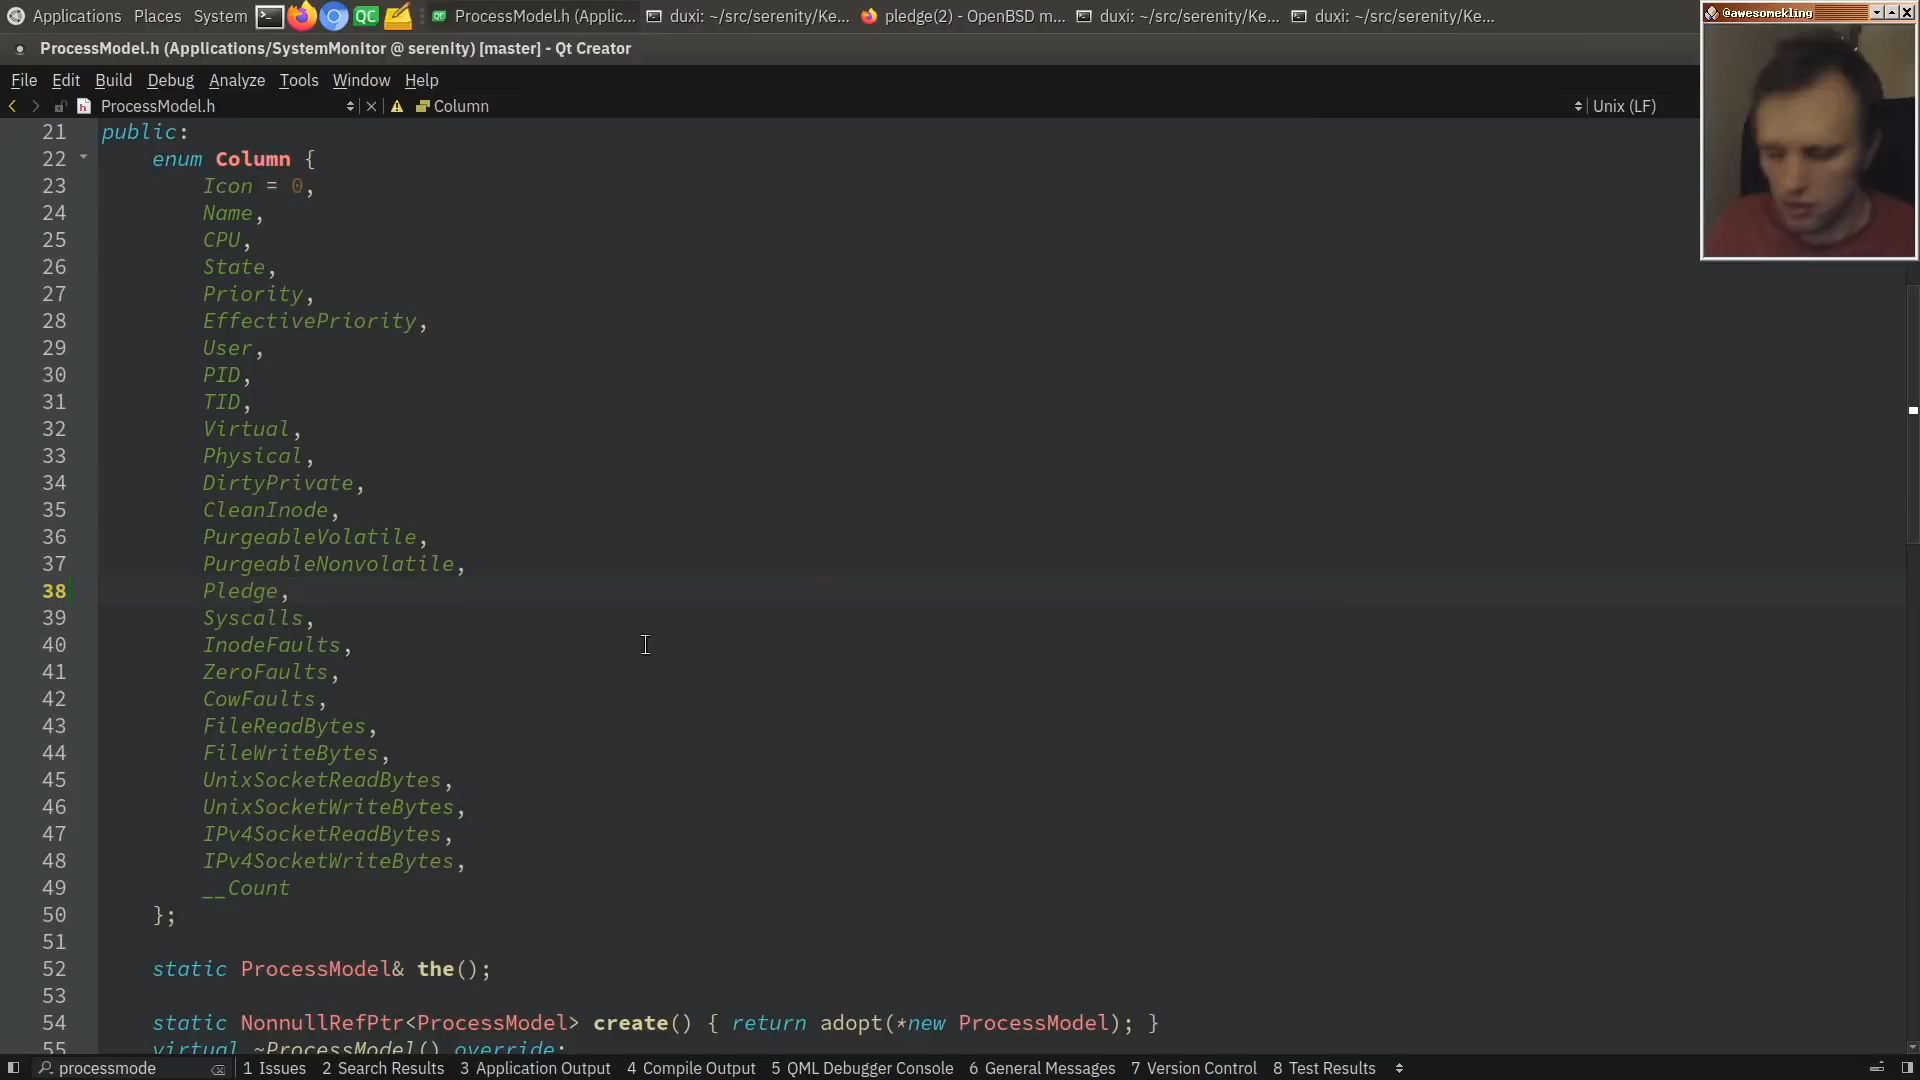 Applications Places System ProcessModel.h (Applic... duxi: ~/src/serenity/Ke... pledge(2) - OpenBSD m... duxi: ~/src/serenity/Ke... duxi: ~/src/serenity/Ke...
@awesomekling
ProcessModel.h (Applications/SystemMonitor @ serenity) [master] - Qt Creator
File Edit Build Debug Analyze Tools Window Help
ProcessModel.h Column Unix (LF)
21 public:
22 enum Column {
23 Icon = 0,
24 Name,
25 CPU,
26 State,
27 Priority,
28 EffectivePriority,
29 User,
30 PID,
31 TID,
32 Virtual,
33 Physical,
34 DirtyPrivate,
35 CleanInode,
36 PurgeableVolatile,
37 PurgeableNonvolatile,
38 Pledge,
39 Syscalls,
40 InodeFaults,
41 ZeroFaults,
42 CowFaults,
43 FileReadBytes,
44 FileWriteBytes,
45 UnixSocketReadBytes,
46 UnixSocketWriteBytes,
47 IPv4SocketReadBytes,
48 IPv4SocketWriteBytes,
49 __Count
50 };
51
52 static ProcessModel& the();
53
54 static NonnullRefPtr<ProcessModel> create() { return adopt(*new ProcessModel); }
55 virtual ~ProcessModel() override;
processmode 1 Issues 2 Search Results 3 Application Output 4 Compile Output 5 QML Debugger Console 6 General Messages 7 Version Control 8 Test Results